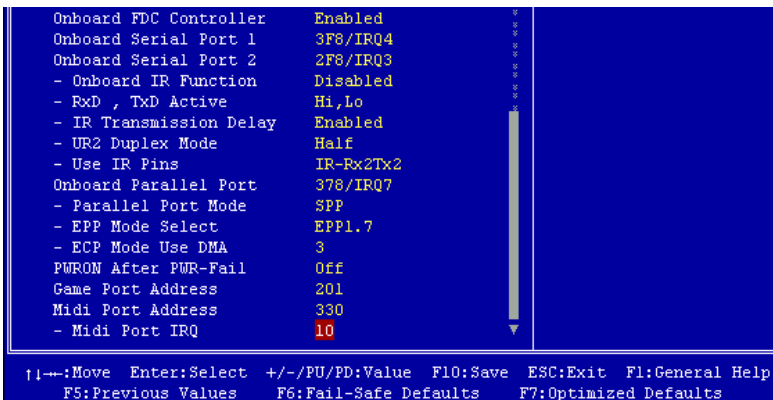 Onboard FDC Controller Enabled
Onboard Serial Port 1 3F8/IRQ4
Onboard Serial Port 2 2F8/IRQ3
- Onboard IR Function Disabled
- RxD , TxD Active Hi,Lo
- IR Transmission Delay Enabled
- UR2 Duplex Mode Half
- Use IR Pins IR-Rx2Tx2
Onboard Parallel Port 378/IRQ7
- Parallel Port Mode SPP
- EPP Mode Select EPP1.7
- ECP Mode Use DMA 3
PWRON After PWR-Fail Off
Game Port Address 201
Midi Port Address 330
- Midi Port IRQ 10
↑↓→←:Move Enter:Select +/-/PU/PD:Value F10:Save ESC:Exit F1:General Help
F5:Previous Values F6:Fail-Safe Defaults F7:Optimized Defaults